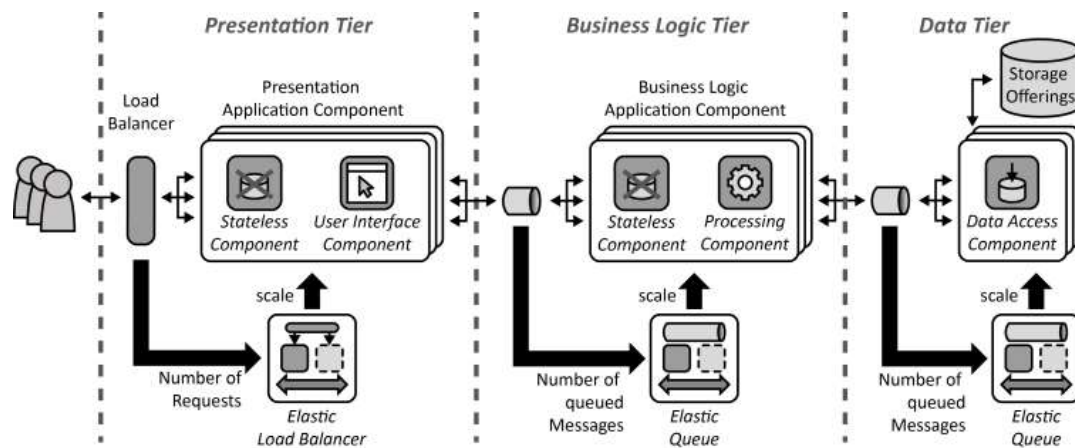 Presentation Tier
Business Logic Tier
Data Tier
Load
Balancer
Presentation
Application Component
Stateless
Component
User Interface
Component
scale
Number of
Requests
Elastic
Load Balancer
Business Logic
Application Component
Stateless
Component
Processing
Component
scale
Number of
queued
Messages
Elastic
Queue
Storage
Offerings
Data Access
Component
scale
Number of
queued
Messages
Elastic
Queue